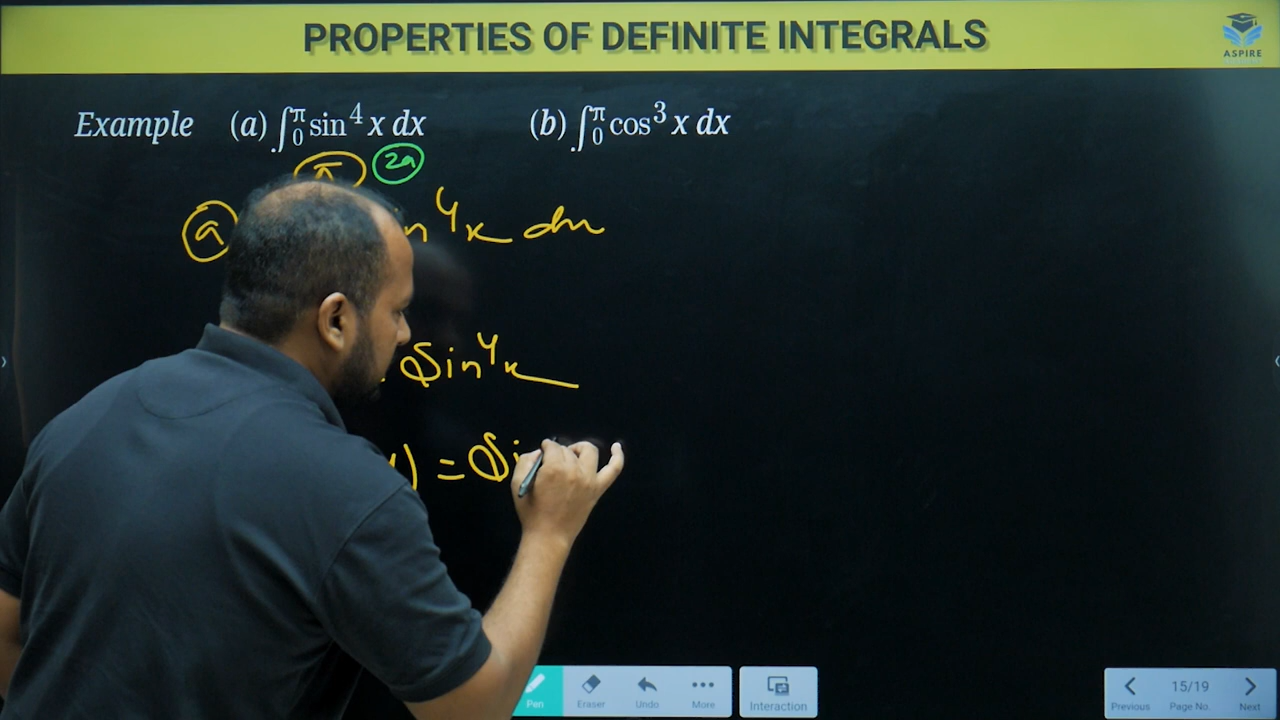 PROPERTIES OF DEFINITE INTEGRALS
ASPIRE
Example (a) ∫₀^π sin⁴ x dx (b) ∫₀^π cos³ x dx
π 2a
a n⁴x dx
Sin⁴x
) = Si
Pen Eraser Undo More Interaction
Previous 15/19 Page No. Next